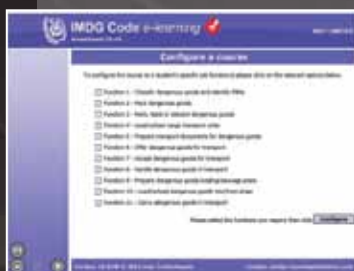 IMDG Code e-learning
Configure a course
To configure the course to a student's specific job function(s) please click on the relevant options below.
Function 1 - Classify dangerous goods and identify PSNs
Function 2 - Pack dangerous goods
Function 3 - Mark, label or placard dangerous goods
Function 4 - Load/unload cargo transport units
Function 5 - Prepare transport documents for dangerous goods
Function 6 - Offer dangerous goods for transport
Function 7 - Accept dangerous goods for transport
Function 8 - Handle dangerous goods in transport
Function 9 - Prepare dangerous goods loading/stowage plans
Function 10 - Load/unload dangerous goods into/from ships
Function 11 - Carry dangerous goods in transport
Please select the functions you require then click Configure